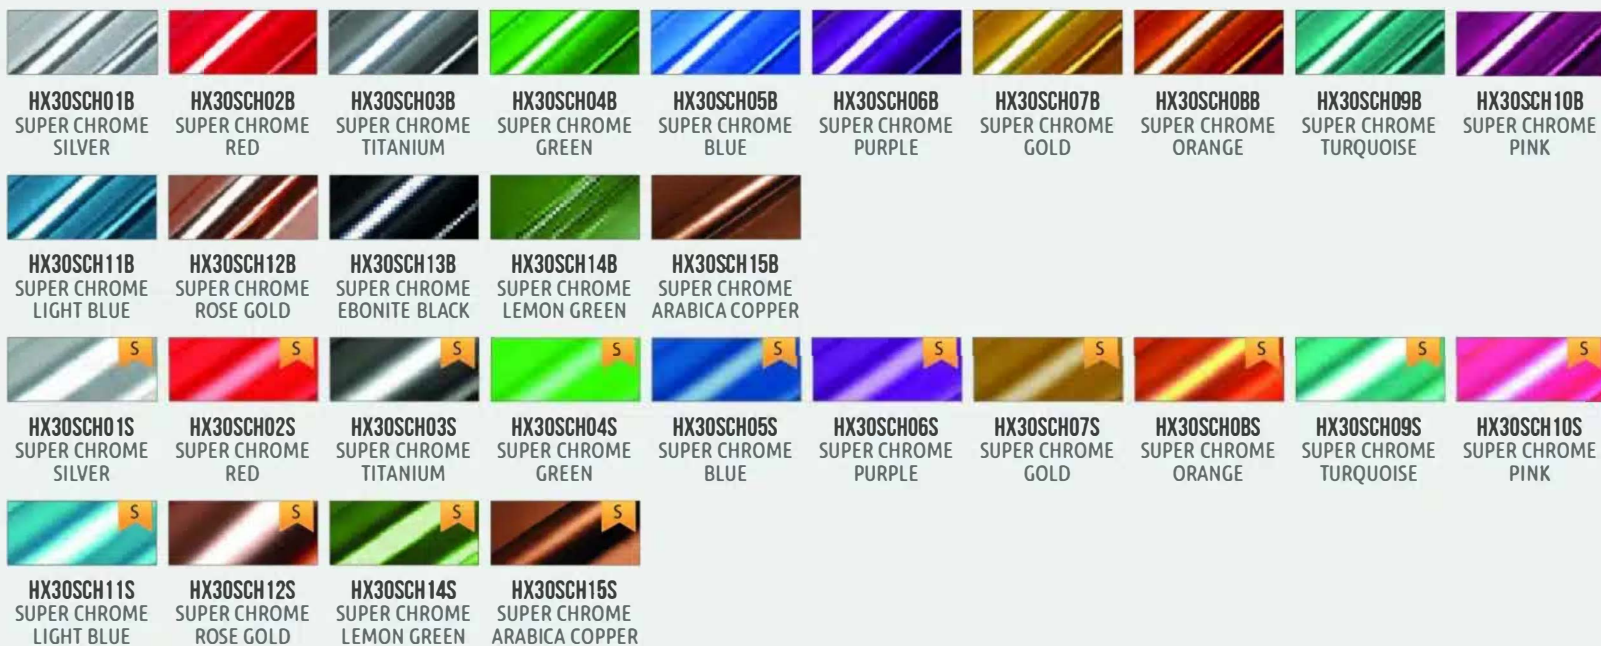 HX30SCH01B
SUPER CHROME
SILVER
HX30SCH02B
SUPER CHROME
RED
HX30SCH03B
SUPER CHROME
TITANIUM
HX30SCH04B
SUPER CHROME
GREEN
HX30SCH05B
SUPER CHROME
BLUE
HX30SCH06B
SUPER CHROME
PURPLE
HX30SCH07B
SUPER CHROME
GOLD
HX30SCH0BB
SUPER CHROME
ORANGE
HX30SCH09B
SUPER CHROME
TURQUOISE
HX30SCH10B
SUPER CHROME
PINK
HX30SCH11B
SUPER CHROME
LIGHT BLUE
HX30SCH12B
SUPER CHROME
ROSE GOLD
HX30SCH13B
SUPER CHROME
EBONITE BLACK
HX30SCH14B
SUPER CHROME
LEMON GREEN
HX30SCH15B
SUPER CHROME
ARABICA COPPER
S
HX30SCH01S
SUPER CHROME
SILVER
S
HX30SCH02S
SUPER CHROME
RED
S
HX30SCH03S
SUPER CHROME
TITANIUM
S
HX30SCH04S
SUPER CHROME
GREEN
S
HX30SCH05S
SUPER CHROME
BLUE
S
HX30SCH06S
SUPER CHROME
PURPLE
S
HX30SCH07S
SUPER CHROME
GOLD
S
HX30SCH0BS
SUPER CHROME
ORANGE
S
HX30SCH09S
SUPER CHROME
TURQUOISE
S
HX30SCH10S
SUPER CHROME
PINK
S
HX30SCH11S
SUPER CHROME
LIGHT BLUE
S
HX30SCH12S
SUPER CHROME
ROSE GOLD
S
HX30SCH14S
SUPER CHROME
LEMON GREEN
S
HX30SCH15S
SUPER CHROME
ARABICA COPPER